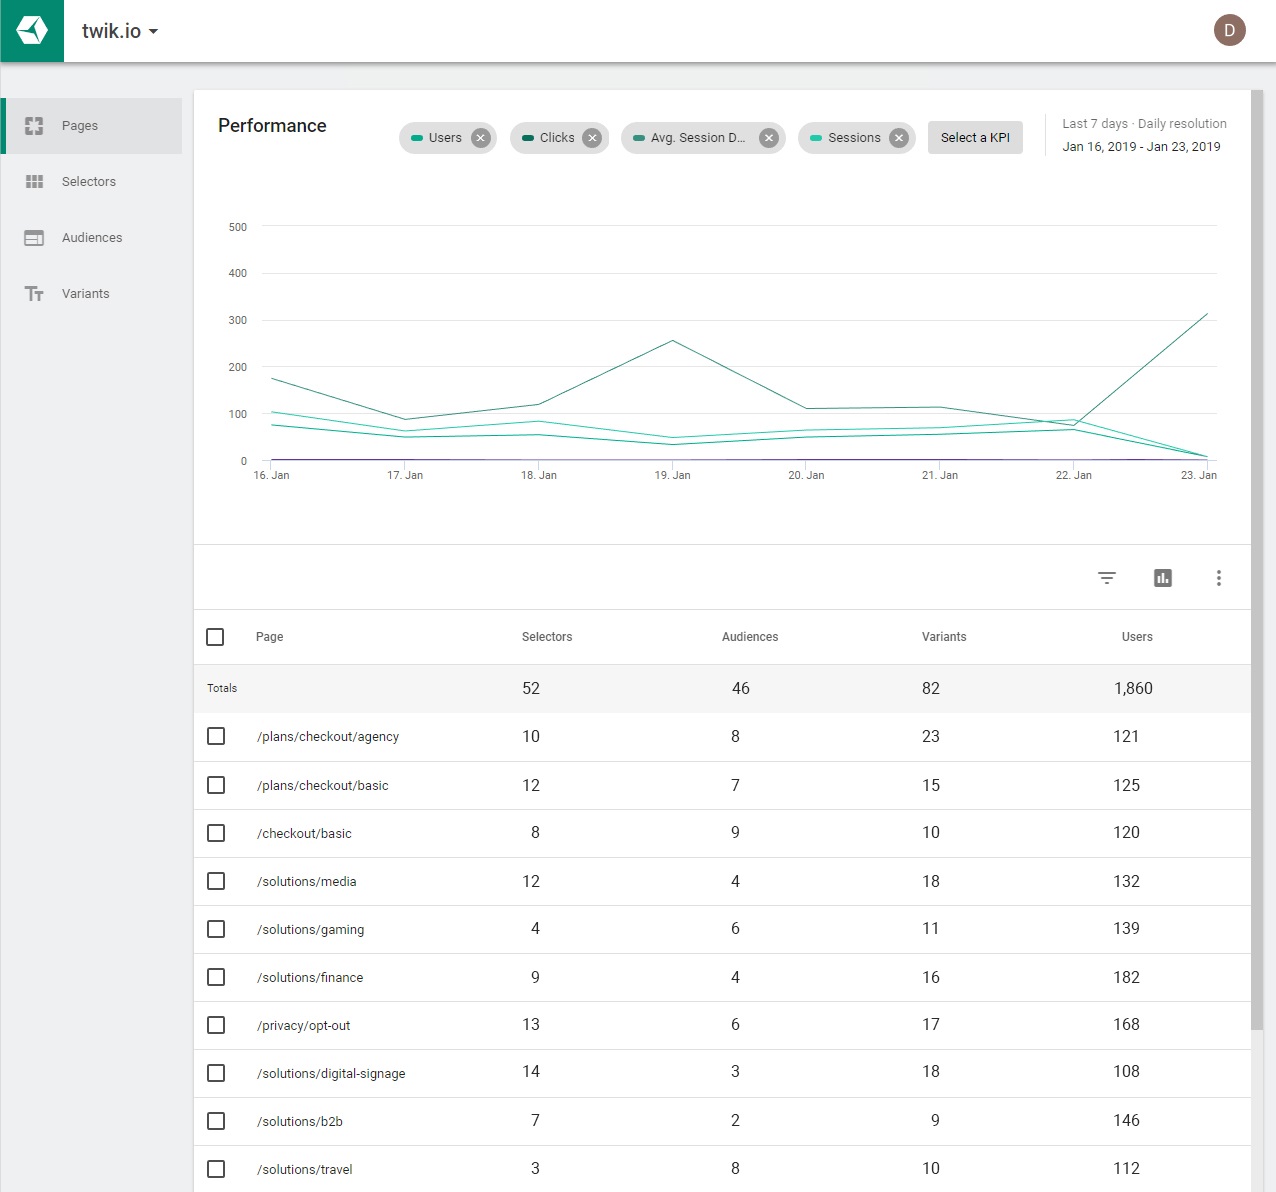 twik.io
D
Pages
Selectors
Audiences
Variants
Performance
Users
Clicks
Avg. Session D...
Sessions
Select a KPI
Last 7 days · Daily resolution
Jan 16, 2019 - Jan 23, 2019
500
400
300
200
100
0
16. Jan 17. Jan 18. Jan 19. Jan 20. Jan 21. Jan 22. Jan 23. Jan
Page Selectors Audiences Variants Users
Totals 52 46 82 1,860
/plans/checkout/agency 10 8 23 121
/plans/checkout/basic 12 7 15 125
/checkout/basic 8 9 10 120
/solutions/media 12 4 18 132
/solutions/gaming 4 6 11 139
/solutions/finance 9 4 16 182
/privacy/opt-out 13 6 17 168
/solutions/digital-signage 14 3 18 108
/solutions/b2b 7 2 9 146
/solutions/travel 3 8 10 112